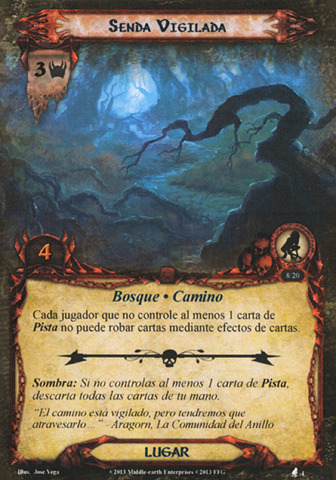 Senda Vigilada
3
4
8/20
Bosque • Camino
Cada jugador que no controle al menos 1 carta de
Pista no puede robar cartas mediante efectos de cartas.
Sombra: Si no controlas al menos 1 carta de Pista,
descarta todas las cartas de tu mano.
"El camino está vigilado, pero tendremos que
atravesarlo..." - Aragorn, La Comunidad del Anillo
LUGAR
Illus. Jose Vega
©2013 Middle-earth Enterprises ©2013 FFG